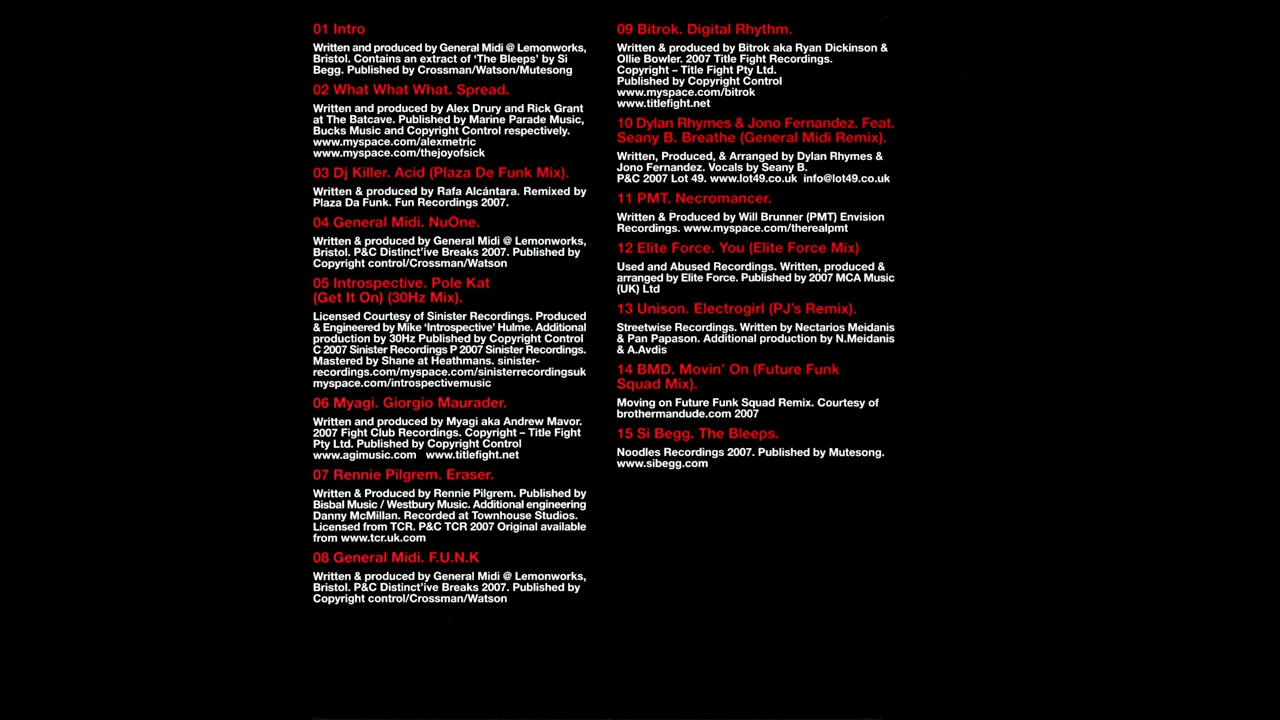 01 Intro
Written and produced by General Midi @ Lemonworks,
Bristol. Contains an extract of ‘The Bleeps’ by Si
Begg. Published by Crossman/Watson/Mutesong
02 What What What. Spread.
Written and produced by Alex Drury and Rick Grant
at The Batcave. Published by Marine Parade Music,
Bucks Music and Copyright Control respectively.
www.myspace.com/alexmetric
www.myspace.com/thejoyofsick
03 Dj Killer. Acid (Plaza De Funk Mix).
Written & produced by Rafa Alcántara. Remixed by
Plaza Da Funk. Fun Recordings 2007.
04 General Midi. NuOne.
Written & produced by General Midi @ Lemonworks,
Bristol. P&C Distinct’ive Breaks 2007. Published by
Copyright control/Crossman/Watson
05 Introspective. Pole Kat
(Get It On) (30Hz Mix).
Licensed Courtesy of Sinister Recordings. Produced
& Engineered by Mike ‘Introspective’ Hulme. Additional
production by 30Hz Published by Copyright Control
C 2007 Sinister Recordings P 2007 Sinister Recordings.
Mastered by Shane at Heathmans. sinister-
recordings.com/myspace.com/sinisterrecordingsuk
myspace.com/introspectivemusic
06 Myagi. Giorgio Maurader.
Written and produced by Myagi aka Andrew Mavor.
2007 Fight Club Recordings. Copyright – Title Fight
Pty Ltd. Published by Copyright Control
www.agimusic.com www.titlefight.net
07 Rennie Pilgrem. Eraser.
Written & Produced by Rennie Pilgrem. Published by
Bisbal Music / Westbury Music. Additional engineering
Danny McMillan. Recorded at Townhouse Studios.
Licensed from TCR. P&C TCR 2007 Original available
from www.tcr.uk.com
08 General Midi. F.U.N.K
Written & produced by General Midi @ Lemonworks,
Bristol. P&C Distinct’ive Breaks 2007. Published by
Copyright control/Crossman/Watson
09 Bitrok. Digital Rhythm.
Written & produced by Bitrok aka Ryan Dickinson &
Ollie Bowler. 2007 Title Fight Recordings.
Copyright – Title Fight Pty Ltd.
Published by Copyright Control
www.myspace.com/bitrok
www.titlefight.net
10 Dylan Rhymes & Jono Fernandez. Feat.
Seany B. Breathe (General Midi Remix).
Written, Produced, & Arranged by Dylan Rhymes &
Jono Fernandez. Vocals by Seany B.
P&C 2007 Lot 49. www.lot49.co.uk info@lot49.co.uk
11 PMT. Necromancer.
Written & Produced by Will Brunner (PMT) Envision
Recordings. www.myspace.com/therealpmt
12 Elite Force. You (Elite Force Mix)
Used and Abused Recordings. Written, produced &
arranged by Elite Force. Published by 2007 MCA Music
(UK) Ltd
13 Unison. Electrogirl (PJ’s Remix).
Streetwise Recordings. Written by Nectarios Meidanis
& Pan Papason. Additional production by N.Meidanis
& A.Avdis
14 BMD. Movin’ On (Future Funk
Squad Mix).
Moving on Future Funk Squad Remix. Courtesy of
brothermandude.com 2007
15 Si Begg. The Bleeps.
Noodles Recordings 2007. Published by Mutesong.
www.sibegg.com